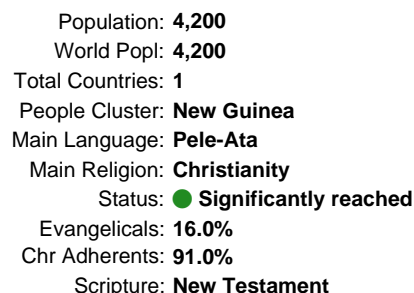 Population: 4,200
World Popl: 4,200
Total Countries: 1
People Cluster: New Guinea
Main Language: Pele-Ata
Main Religion: Christianity
Status: Significantly reached
Evangelicals: 16.0%
Chr Adherents: 91.0%
Scripture: New Testament